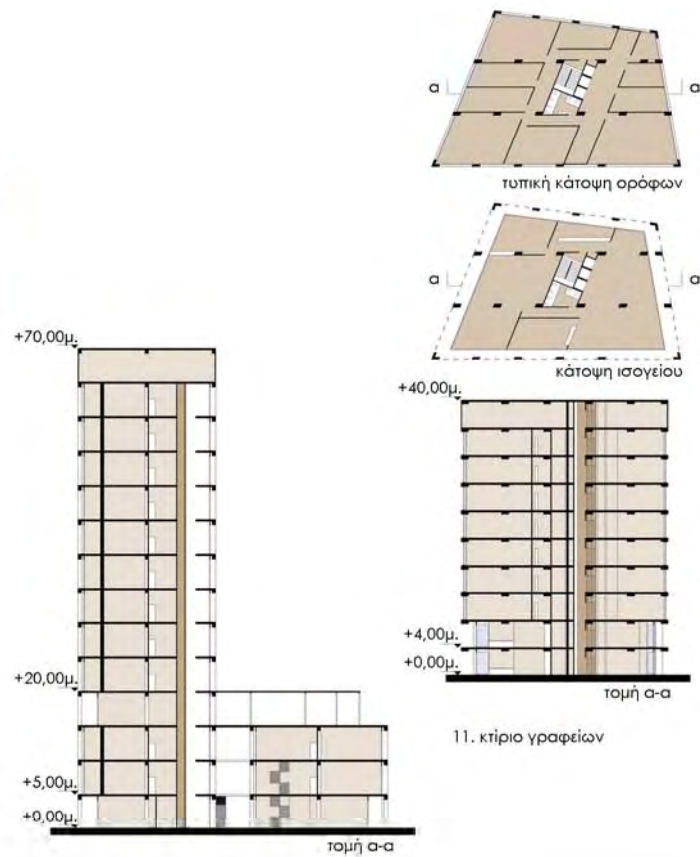 α α
τυπική κάτοψη ορόφων
α α
κάτοψη ισογείου
+70,00μ.
+20,00μ.
+5,00μ.
+0,00μ.
τομή α-α
+40,00μ.
+4,00μ.
+0,00μ.
τομή α-α
11. κτίριο γραφείων